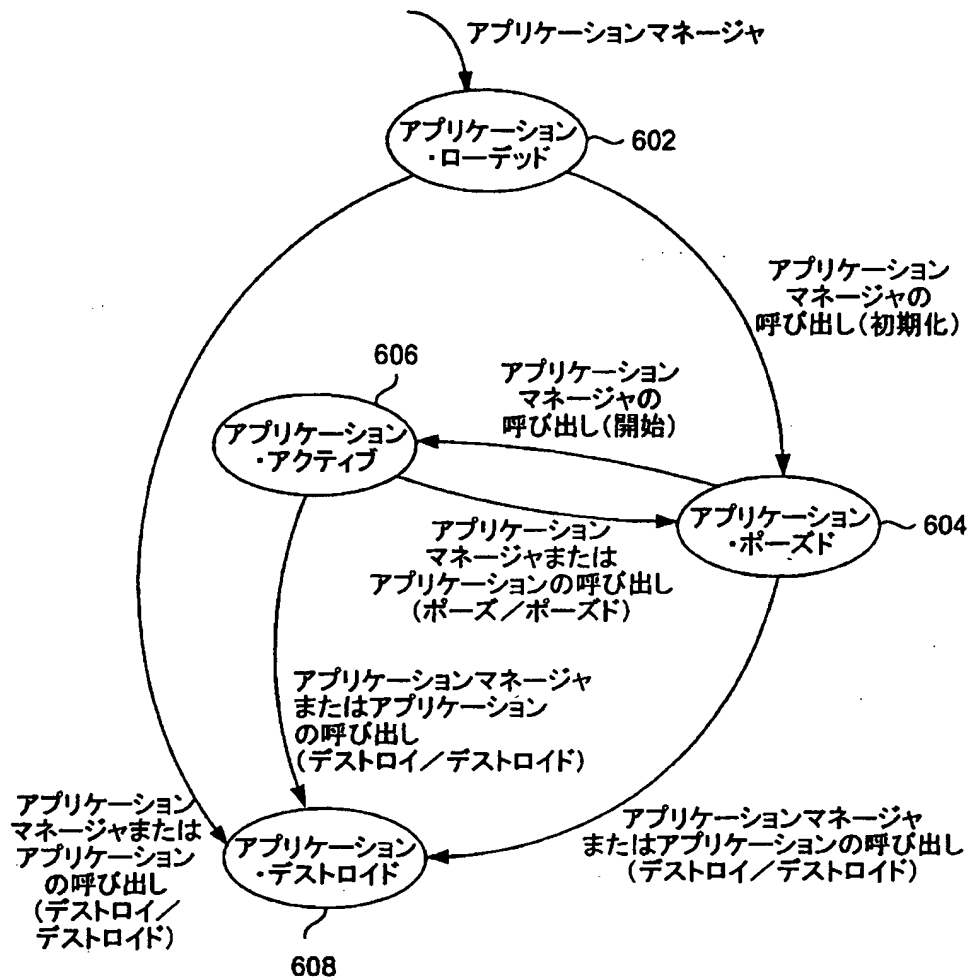 アプリケーションマネージャ
アプリケーション
・ローデッド
602
アプリケーション
マネージャの
呼び出し(初期化)
606
アプリケーション
マネージャの
呼び出し(開始)
アプリケーション
・アクティブ
アプリケーション
・ポーズド
604
アプリケーション
マネージャまたは
アプリケーションの呼び出し
(ポーズ/ポーズド)
アプリケーションマネージャ
またはアプリケーション
の呼び出し
(デストロイ/デストロイド)
アプリケーション
マネージャまたは
アプリケーション
の呼び出し
(デストロイ/
デストロイド)
アプリケーション
・デストロイド
608
アプリケーションマネージャ
またはアプリケーションの呼び出し
(デストロイ/デストロイド)